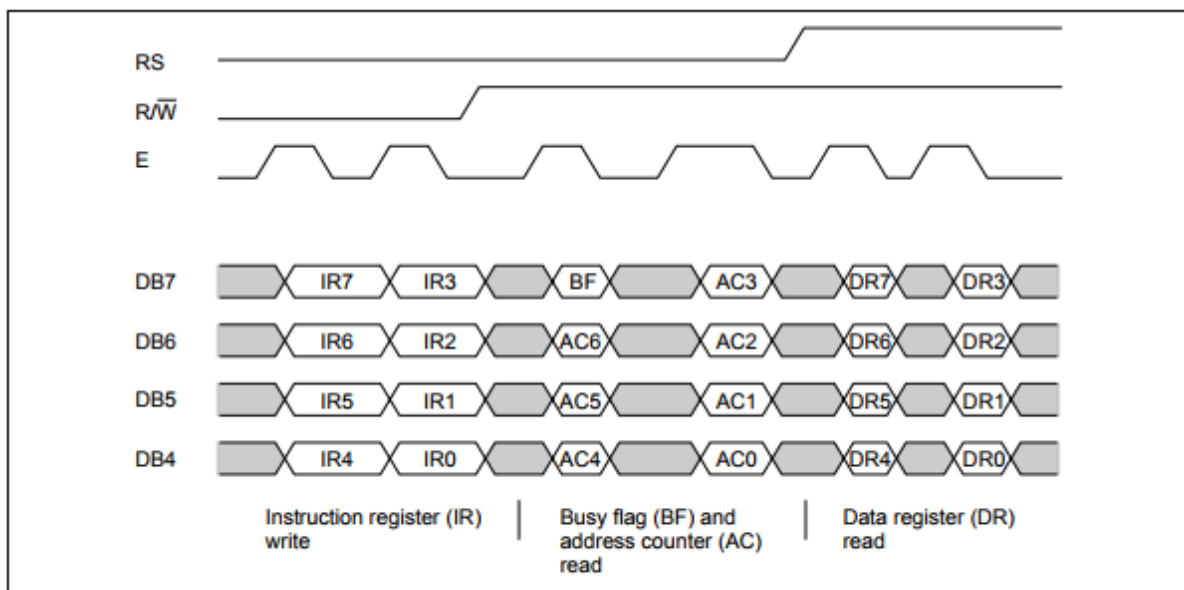 RS
R/W̅
E
DB7 IR7 IR3 BF AC3 DR7 DR3
DB6 IR6 IR2 AC6 AC2 DR6 DR2
DB5 IR5 IR1 AC5 AC1 DR5 DR1
DB4 IR4 IR0 AC4 AC0 DR4 DR0
Instruction register (IR)
write
Busy flag (BF) and
address counter (AC)
read
Data register (DR)
read